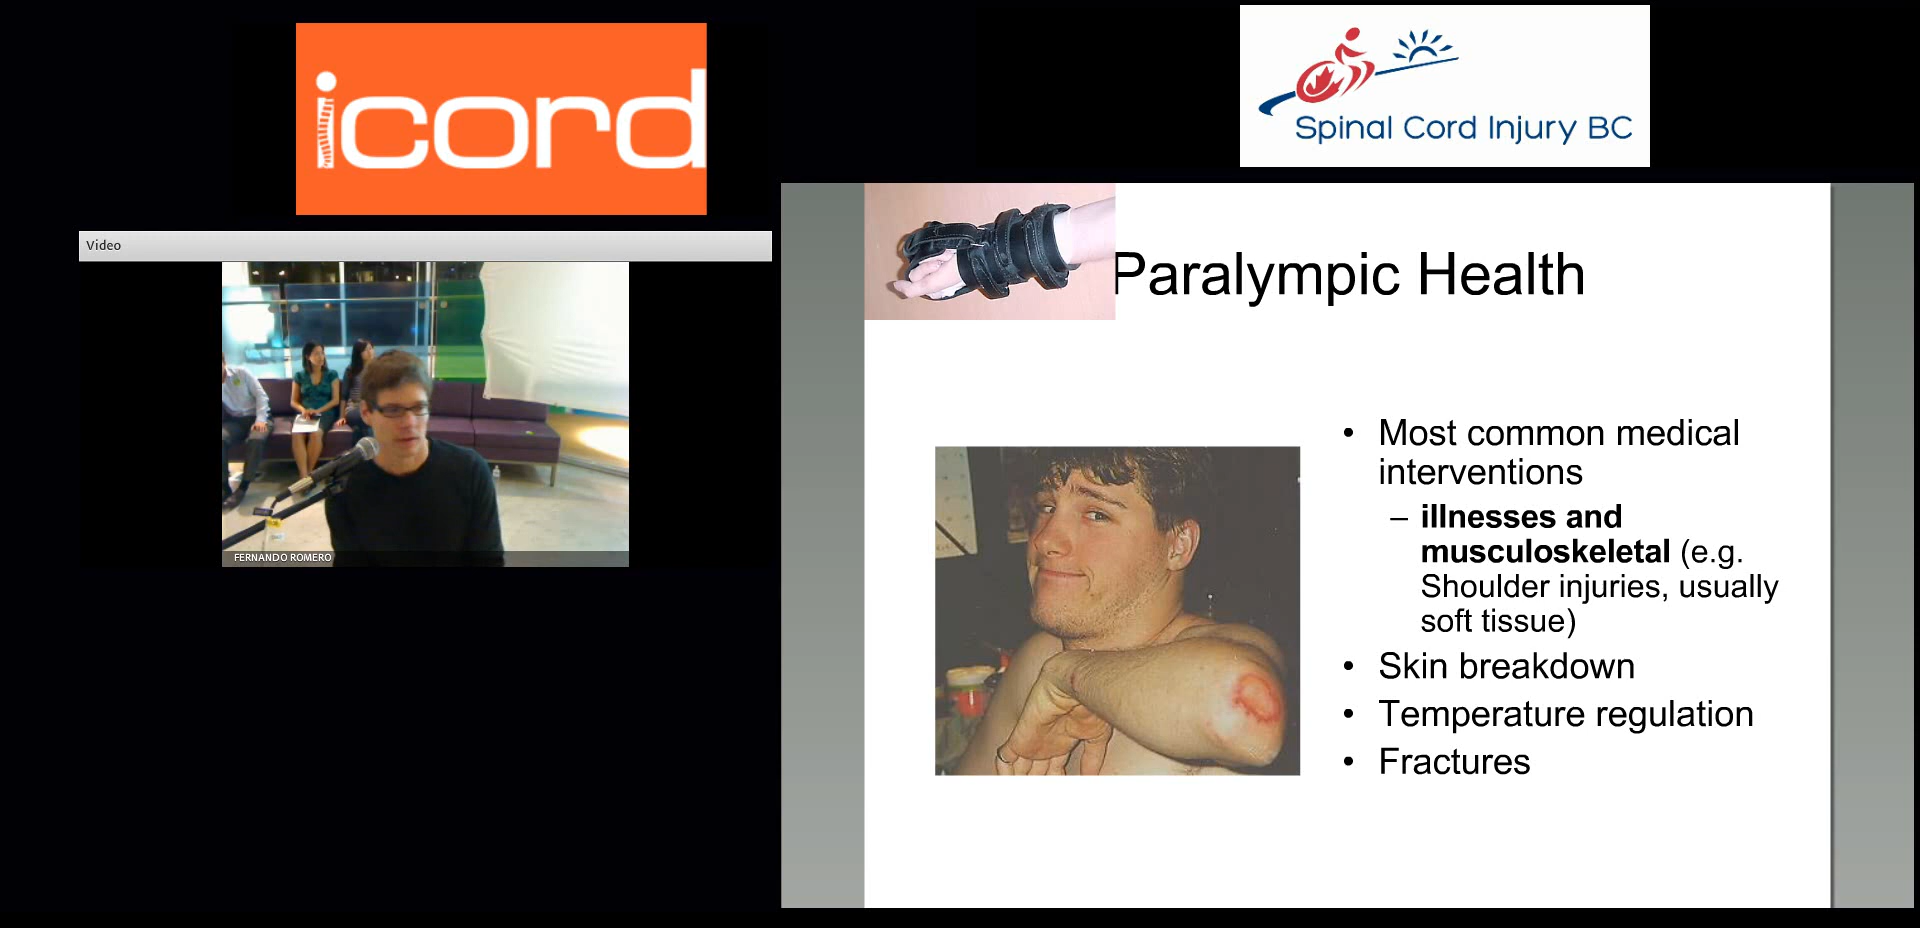 icord
Spinal Cord Injury BC
Video
FERNANDO ROMERO
Paralympic Health
• Most common medical
interventions
– illnesses and
musculoskeletal (e.g.
Shoulder injuries, usually
soft tissue)
• Skin breakdown
• Temperature regulation
• Fractures